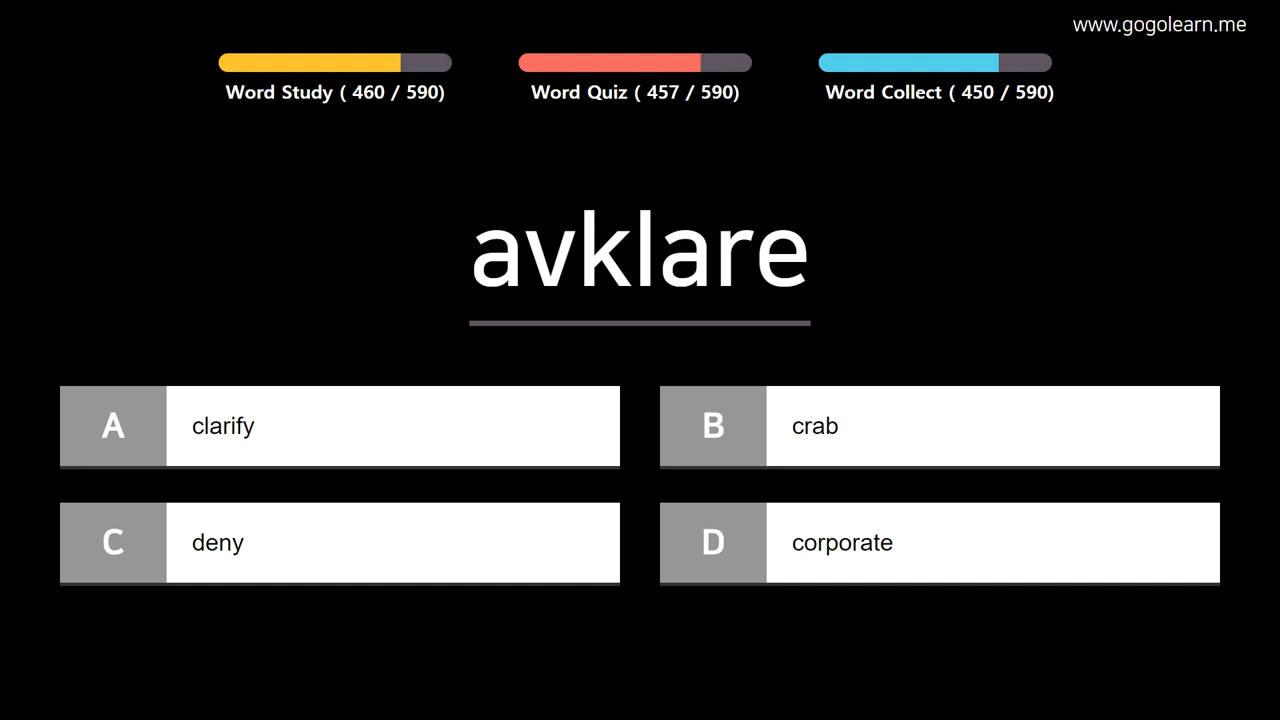 www.gogolearn.me
Word Study ( 460 / 590)
Word Quiz ( 457 / 590)
Word Collect ( 450 / 590)
avklare
A clarify
B crab
C deny
D corporate